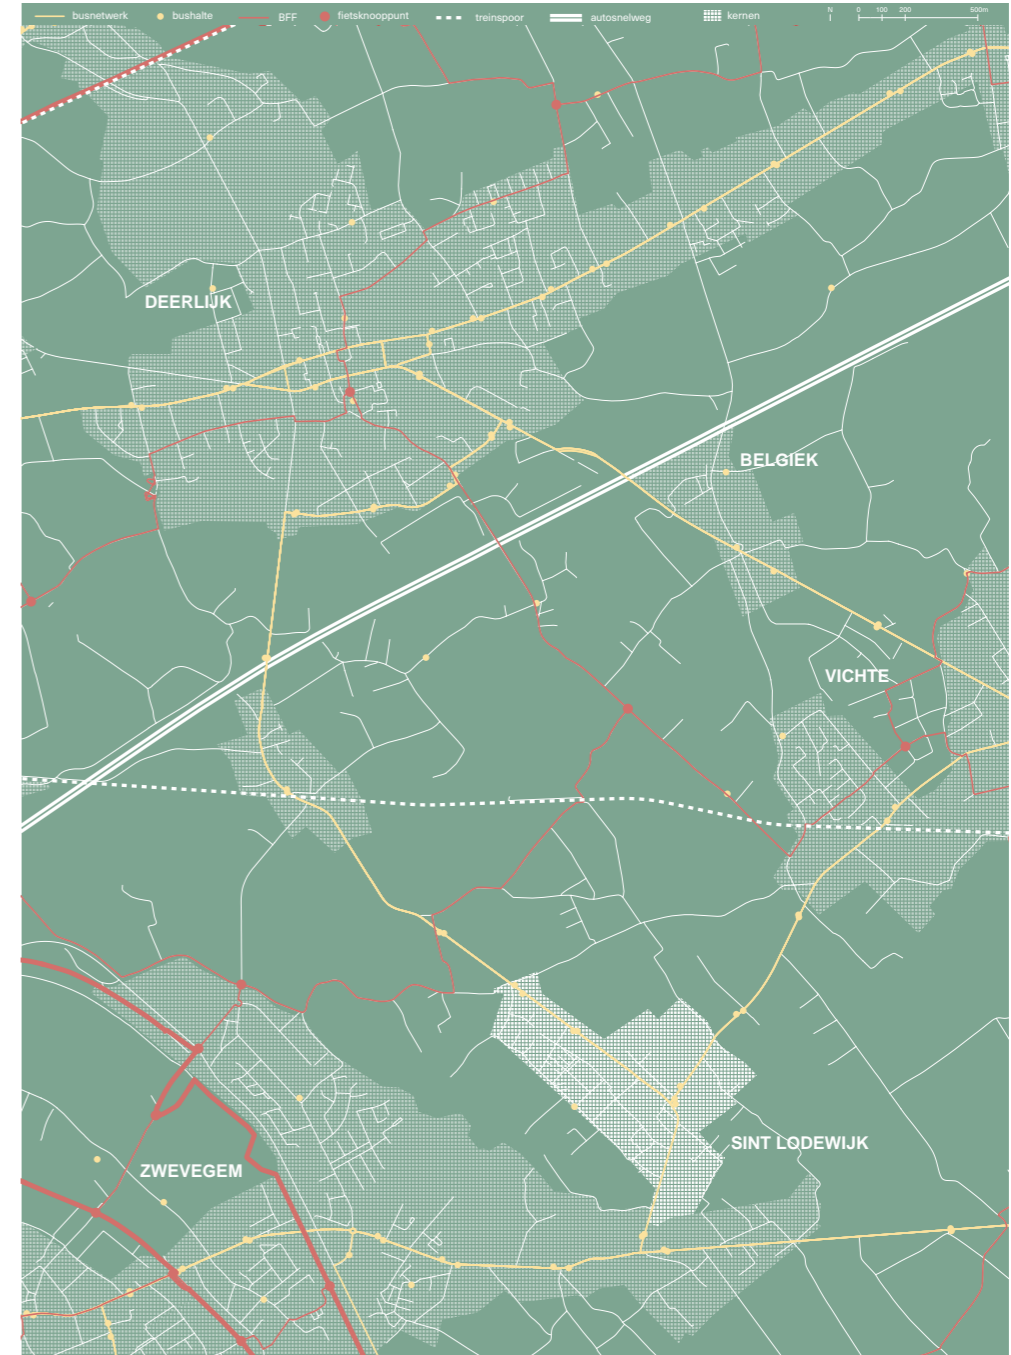 busnetwerk bushalte BFF fietsknooppunt treinspoor autosnelweg kernen N 0 100 200 500m
DEERLIJK
BELGIEK
VICHTE
SINT LODEWIJK
ZWEVEGEM